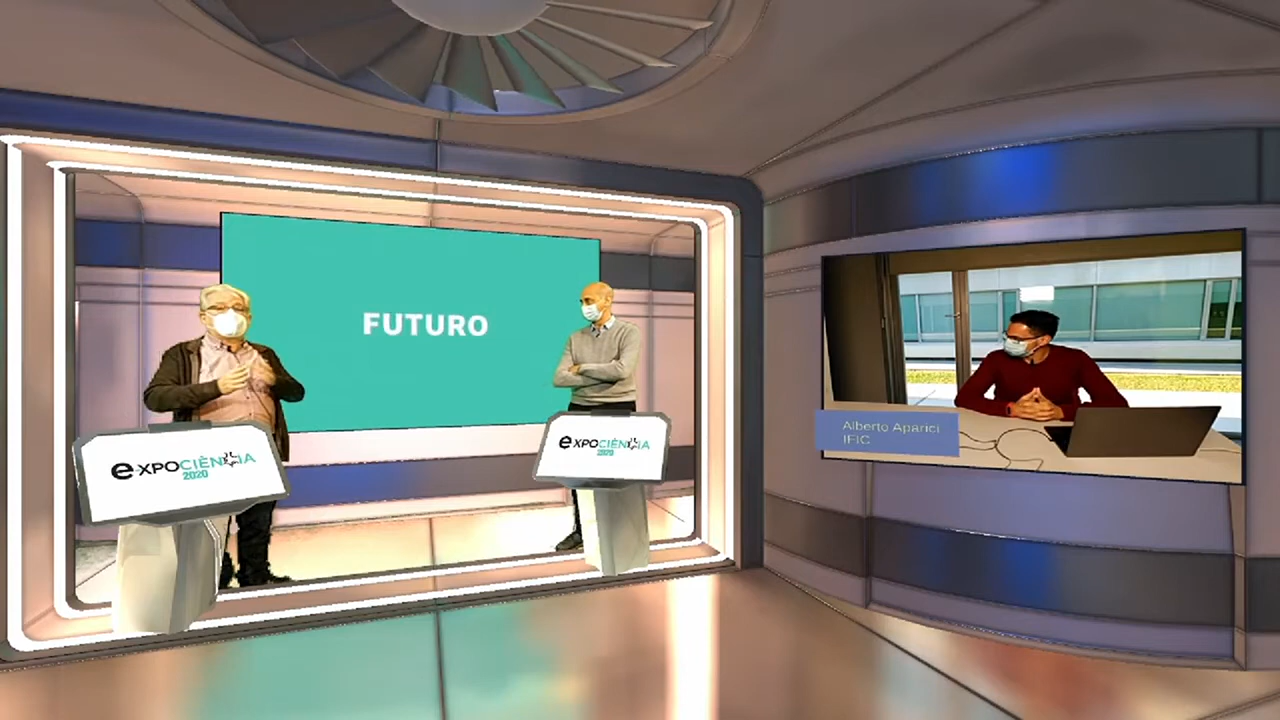 FUTURO
exPOCIÈNCIA
2020
exPOCIÈNCIA
2020
Alberto Aparici
IFIC